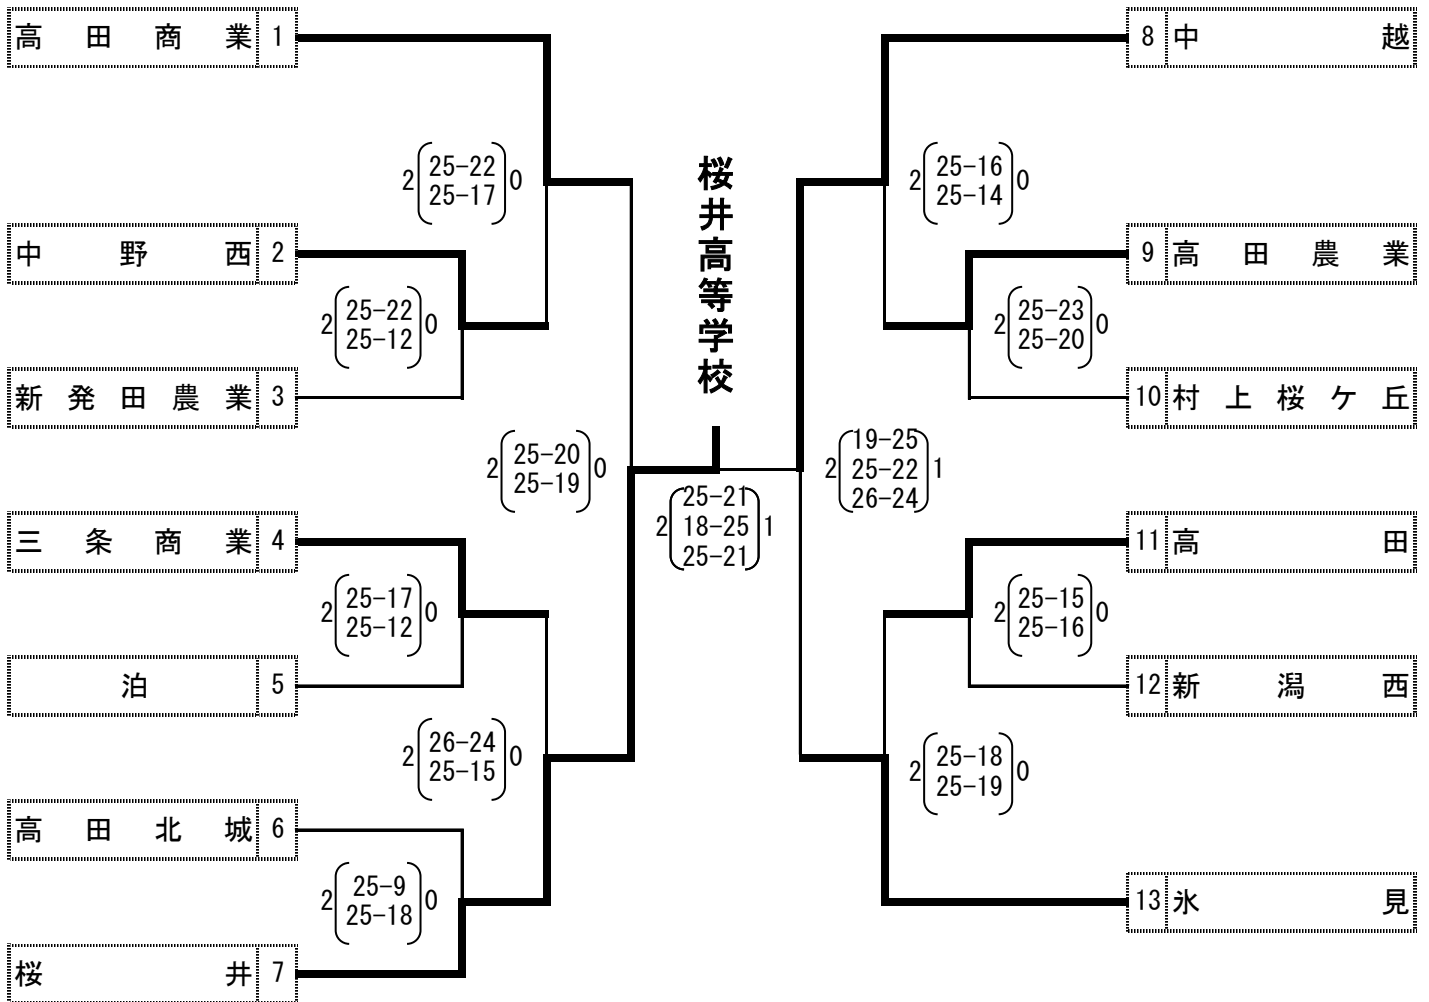 高田商業 1
2 25-22 0
25-17
中野西 2
2 25-22 0
25-12
新発田農業 3
2 25-20 0
25-19
三条商業 4
2 25-17 0
25-12
泊 5
2 26-24 0
25-15
高田北城 6
2 25-9 0
25-18
桜井 7
桜井高等学校
25-21
2 18-25 1
25-21
8 中越
2 25-16 0
25-14
9 高田農業
2 25-23 0
25-20
10 村上桜ケ丘
19-25
2 25-22 1
26-24
11 高田
2 25-15 0
25-16
12 新潟西
2 25-18 0
25-19
13 氷見